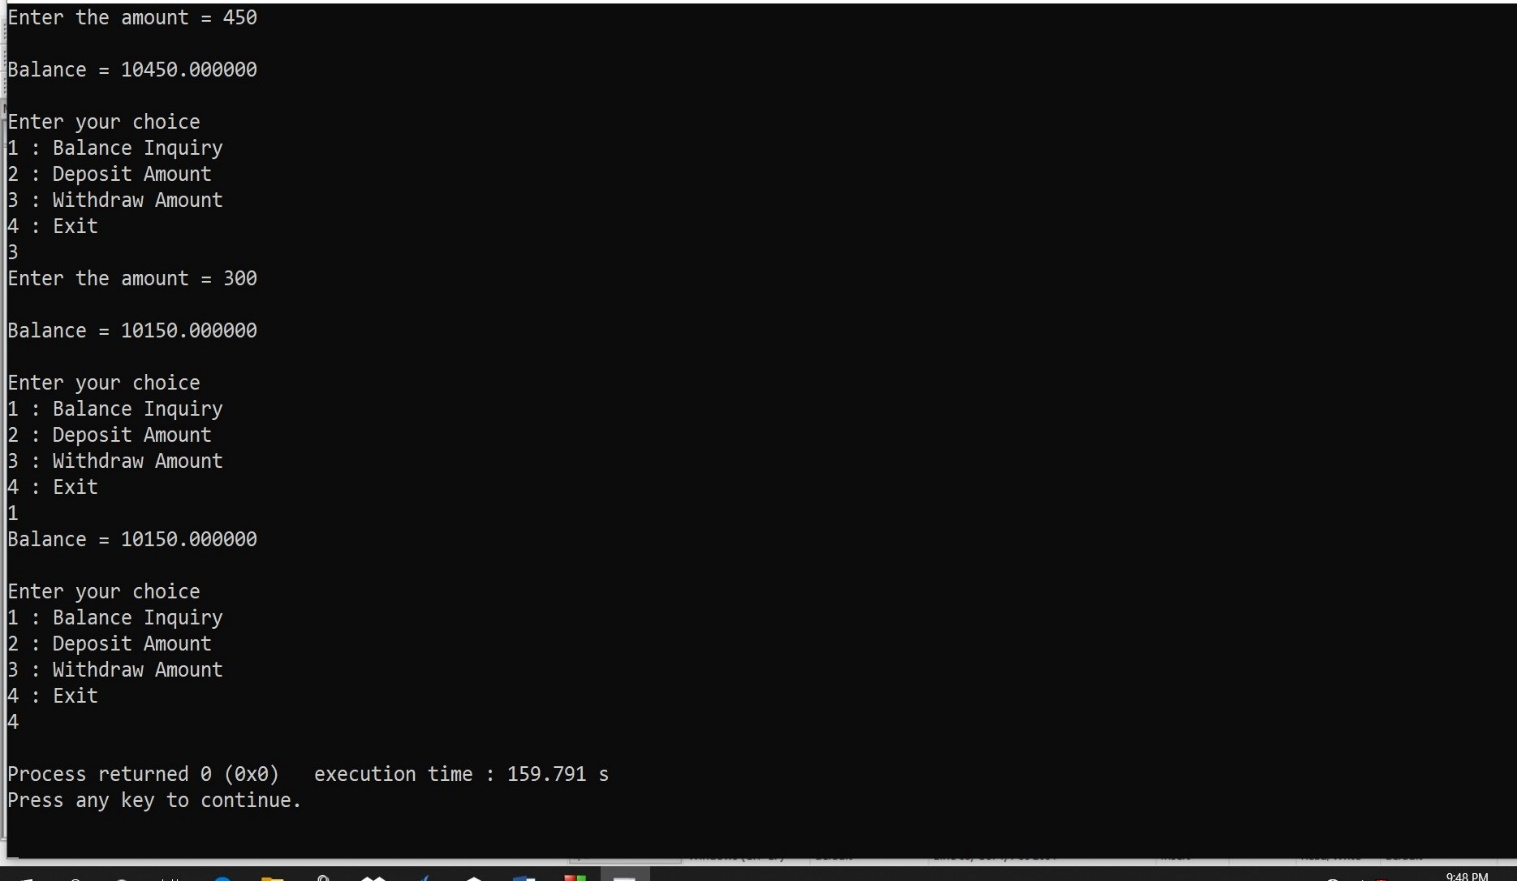 Enter the amount = 450
Balance = 10450.000000
Enter your choice
1 : Balance Inquiry
2 : Deposit Amount
3 : Withdraw Amount
4 : Exit
3
Enter the amount = 300
Balance = 10150.000000
Enter your choice
1 : Balance Inquiry
2 : Deposit Amount
3 : Withdraw Amount
4 : Exit
1
Balance = 10150.000000
Enter your choice
1 : Balance Inquiry
2 : Deposit Amount
3 : Withdraw Amount
4 : Exit
4
Process returned 0 (0x0)   execution time : 159.791 s
Press any key to continue.
9:48 PM